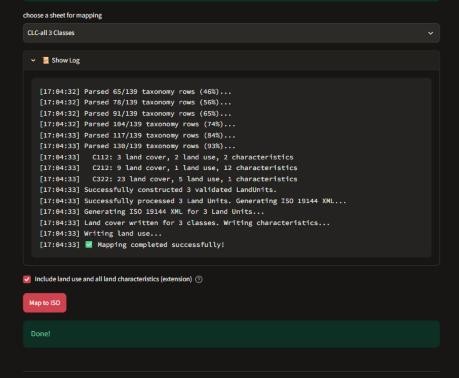 choose a sheet for mapping
CLC-all 3 Classes
Show Log
[17:04:32] Parsed 65/139 taxonomy rows (46%)...
[17:04:32] Parsed 78/139 taxonomy rows (56%)...
[17:04:32] Parsed 91/139 taxonomy rows (65%)...
[17:04:32] Parsed 104/139 taxonomy rows (74%)...
[17:04:33] Parsed 117/139 taxonomy rows (84%)...
[17:04:33] Parsed 130/139 taxonomy rows (93%)...
[17:04:33] C112: 3 land cover, 2 land use, 2 characteristics
[17:04:33] C212: 9 land cover, 1 land use, 12 characteristics
[17:04:33] C322: 23 land cover, 5 land use, 1 characteristics
[17:04:33] Successfully constructed 3 validated LandUnits.
[17:04:33] Successfully processed 3 Land Units. Generating ISO 19144 XML...
[17:04:33] Generating ISO 19144 XML for 3 Land Units...
[17:04:33] Land cover written for 3 classes. Writing characteristics...
[17:04:33] Writing land use...
[17:04:33] ✅ Mapping completed successfully!
Include land use and all land characteristics (extension)
Map to ISO
Done!